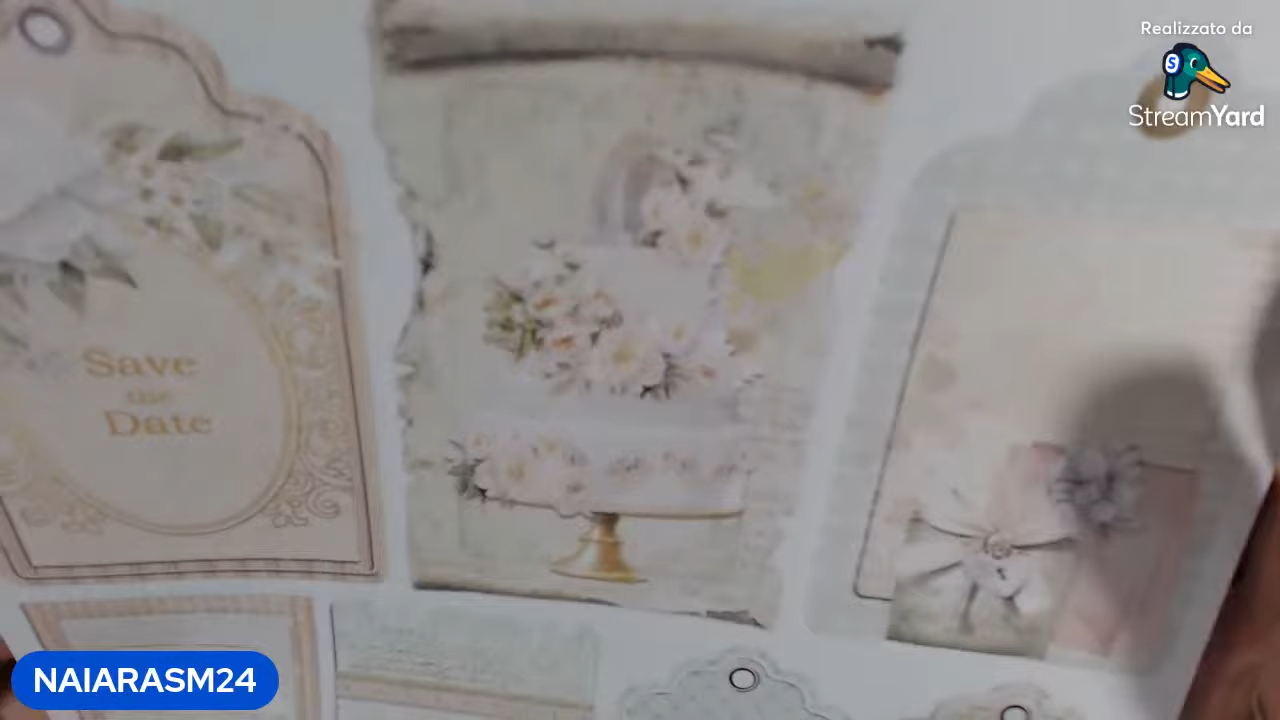 Realizzato da
StreamYard
Save
the
Date
NAIARASM24